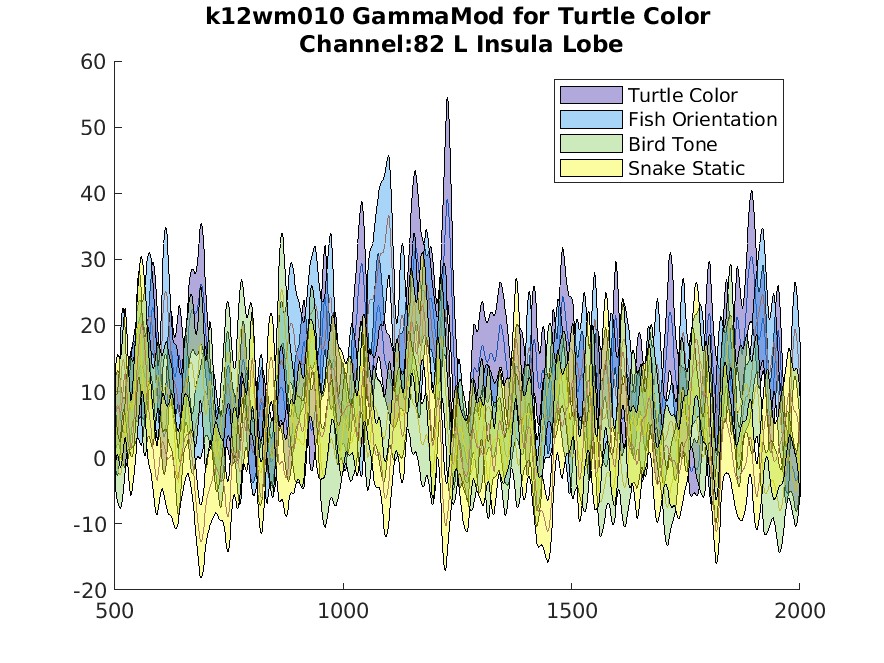 k12wm010 GammaMod for Turtle Color
Channel:82 L Insula Lobe
60
50
40
30
20
10
0
-10
-20
500
1000
1500
2000
Turtle Color
Fish Orientation
Bird Tone
Snake Static